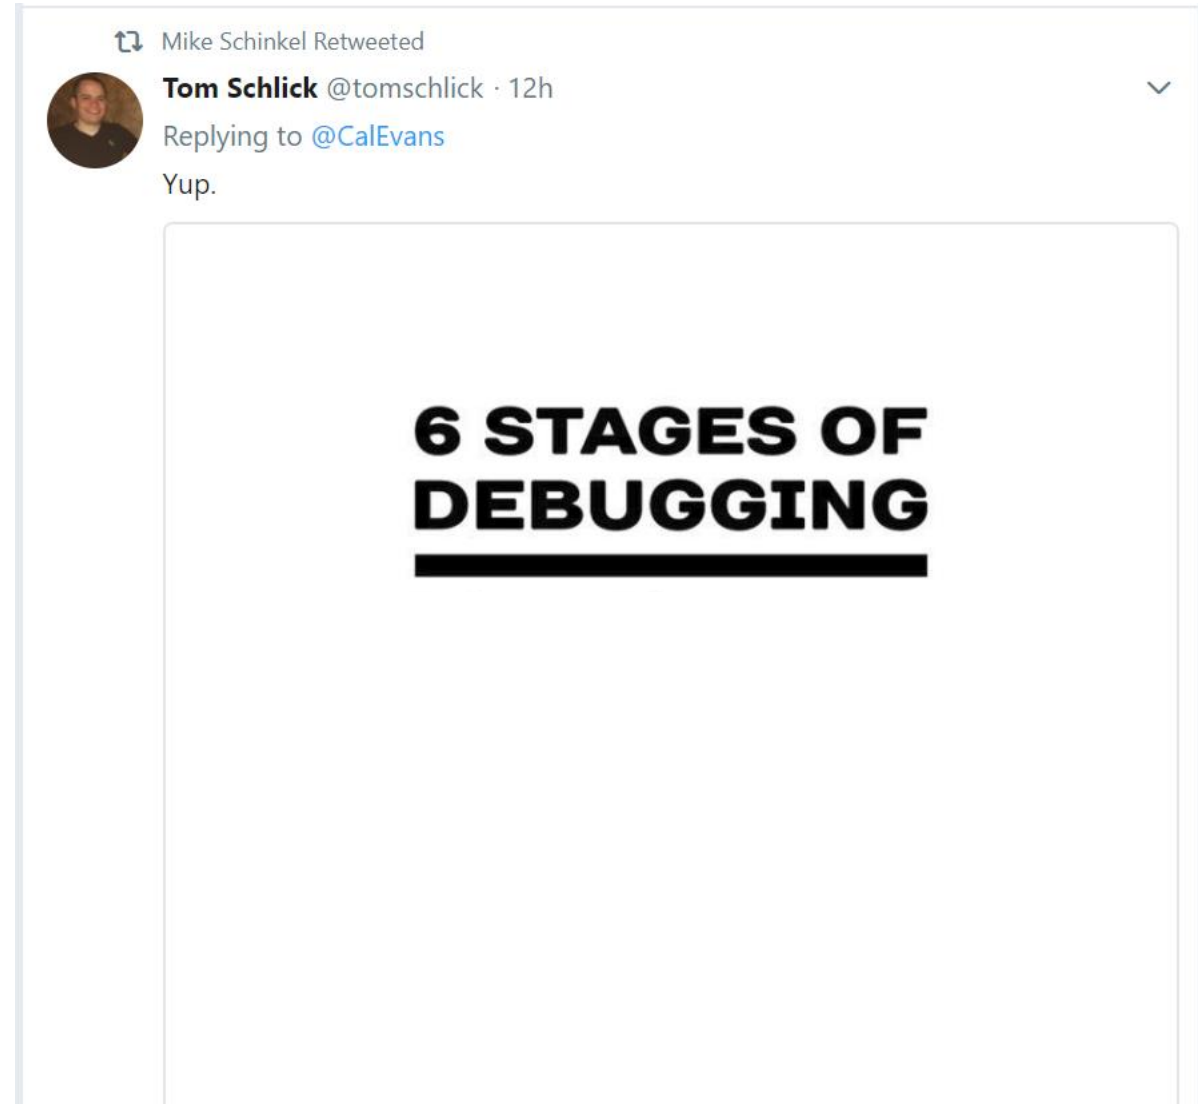 Mike Schinkel Retweeted
Tom Schlick @tomschlick · 12h
Replying to @CalEvans
Yup.
6 STAGES OF
DEBUGGING